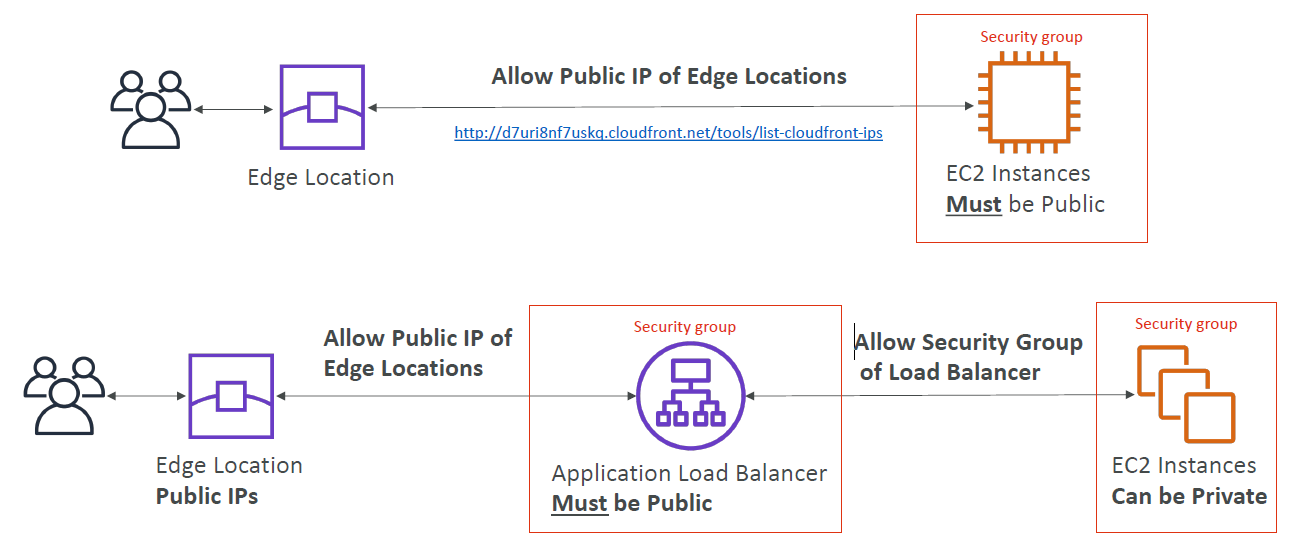 Security group
Allow Public IP of Edge Locations
http://d7uri8nf7uskq.cloudfront.net/tools/list-cloudfront-ips
Edge Location
EC2 Instances
Must be Public
Security group
Allow Public IP of
Edge Locations
Allow Security Group
of Load Balancer
Security group
Edge Location
Public IPs
Application Load Balancer
Must be Public
EC2 Instances
Can be Private